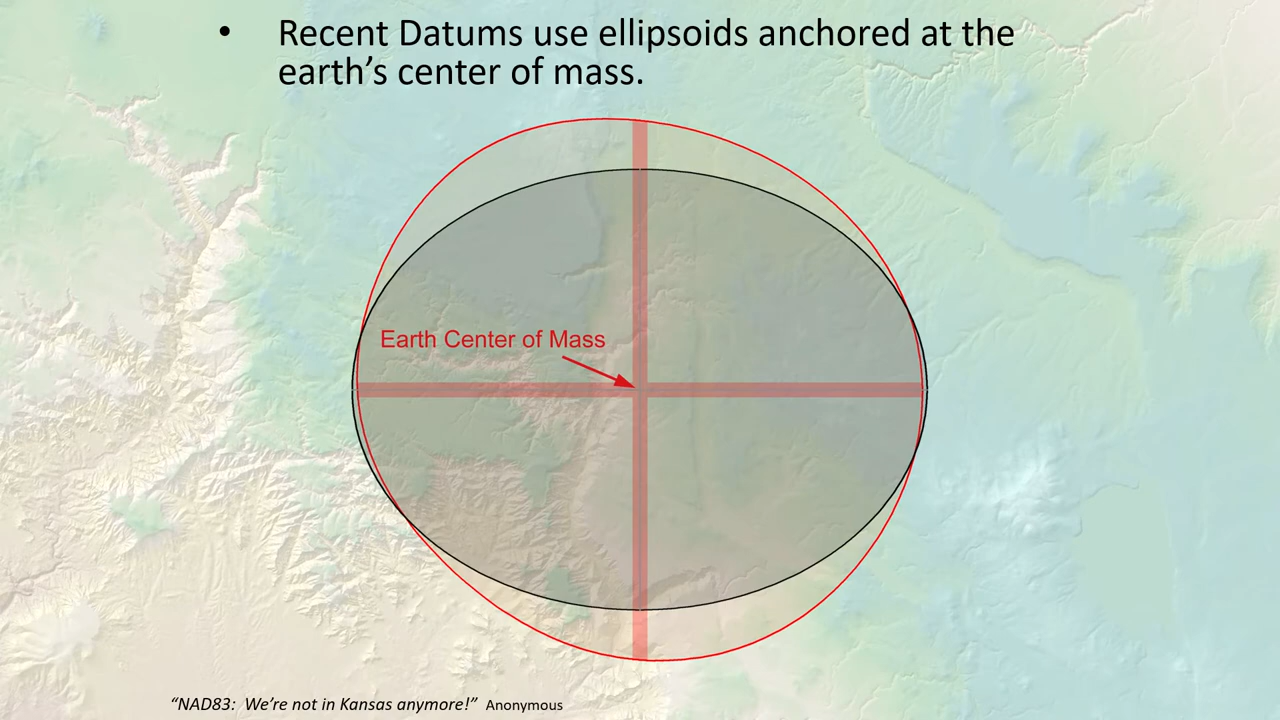 • Recent Datums use ellipsoids anchored at the
earth’s center of mass.
Earth Center of Mass
“NAD83:  We’re not in Kansas anymore!”  Anonymous